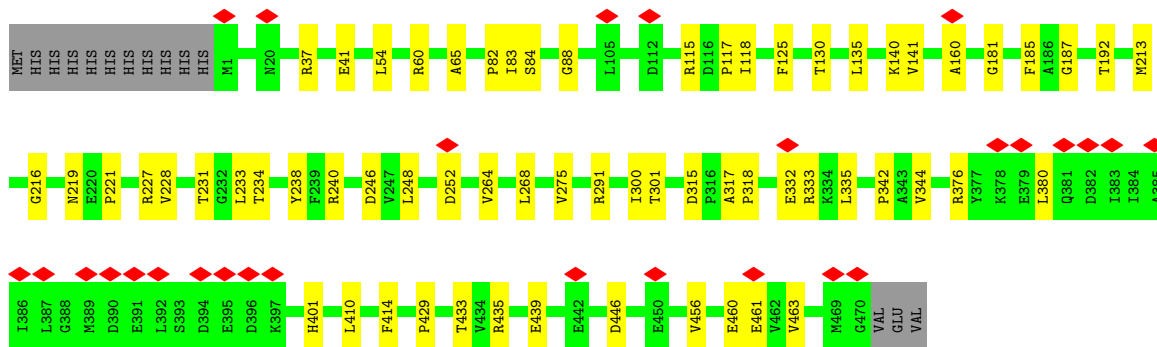 MET HIS HIS HIS HIS HIS HIS HIS HIS HIS HIS M1 N20 R37 E41 L54 R60 A65 P82 I83 S84 G88 L105 D112 R115 D116 P117 I118 F125 T130 L135 K140 V141 A160 G181 F185 A186 G187 T192 M213
G216 N219 E220 P221 R227 V228 T231 G232 L233 T234 Y238 F239 R240 D246 V247 L248 D252 V264 L268 V275 R291 I300 T301 D315 P316 A317 P318 E332 R333 K334 L335 P342 A343 V344 R376 Y377 K378 E379 L380 Q381 D382 I383 I384 A385
I386 L387 G388 M389 D390 E391 L392 S393 D394 E395 D396 K397 H401 L410 F414 P429 T433 V434 R435 E439 E442 D446 E450 V456 E460 E461 V462 V463 M469 G470 VAL GLU VAL